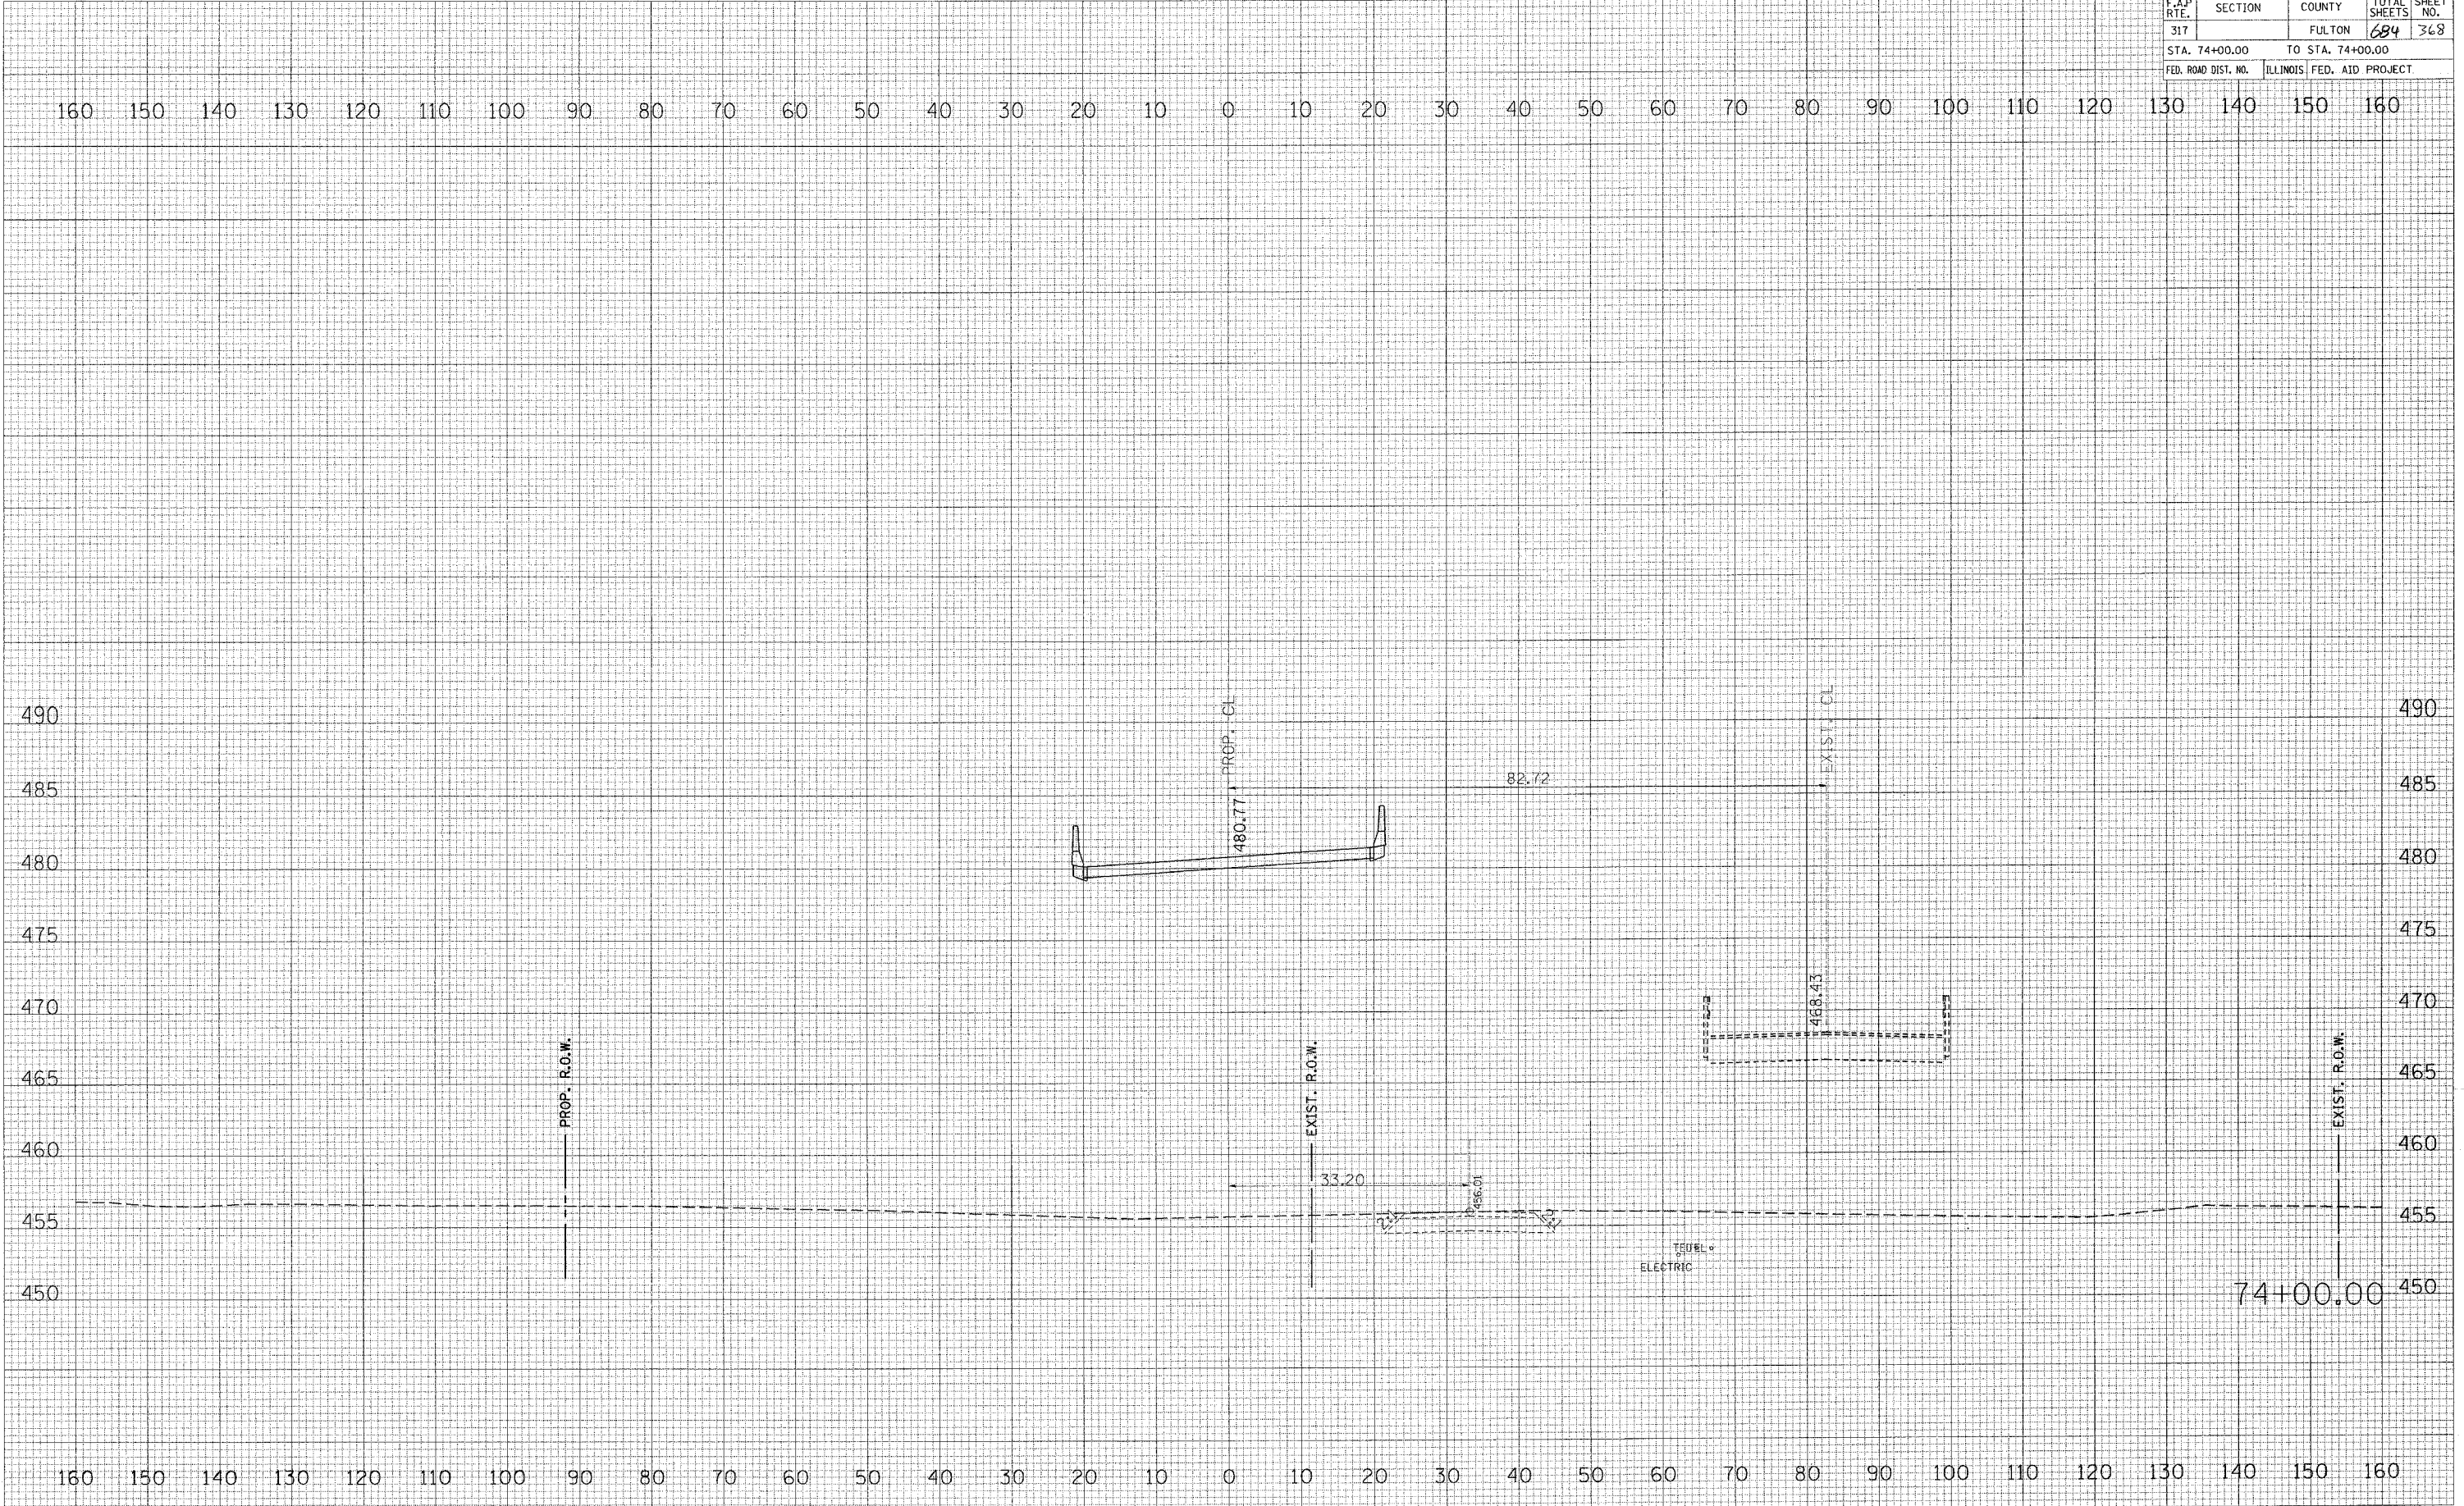 F.A.P. RTE. SECTION COUNTY TOTAL SHEETS SHEET NO.
317 FULTON 684 368
STA. 74+00.00 TO STA. 74+00.00
FED. ROAD DIST. NO. ILLINOIS FED. AID PROJECT
160 150 140 130 120 110 100 90 80 70 60 50 40 30 20 10 0 10 20 30 40 50 60 70 80 90 100 110 120 130 140 150 160
490 490
PROP. CL
EXIST. CL
82.72
485 485
480.77
480 480
475 475
468.43
470 470
PROP. R.O.W.
EXIST. R.O.W.
EXIST. R.O.W.
465 465
460 460
33.20
456.01
2:1
2:1
455 455
ELECTRIC
450 450
74+00.00
160 150 140 130 120 110 100 90 80 70 60 50 40 30 20 10 0 10 20 30 40 50 60 70 80 90 100 110 120 130 140 150 160